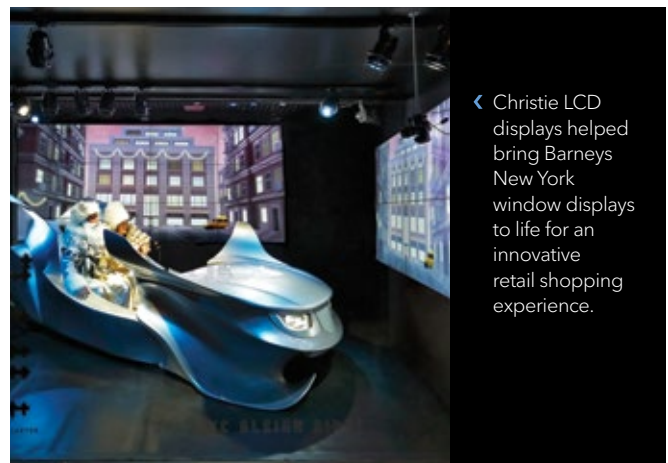 ‹ Christie LCD
displays helped
bring Barneys
New York
window displays
to life for an
innovative
retail shopping
experience.